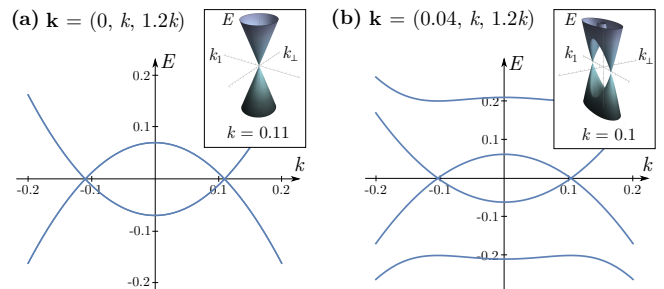 (a) k = (0, k, 1.2k)
E
k₁
k⊥
k = 0.11
E
0.2
0.1
-0.2
-0.1
0.1
0.2
k
-0.1
-0.2
(b) k = (0.04, k, 1.2k)
E
k₁
k⊥
k = 0.1
E
0.2
0.1
-0.2
-0.1
0.1
0.2
k
-0.1
-0.2